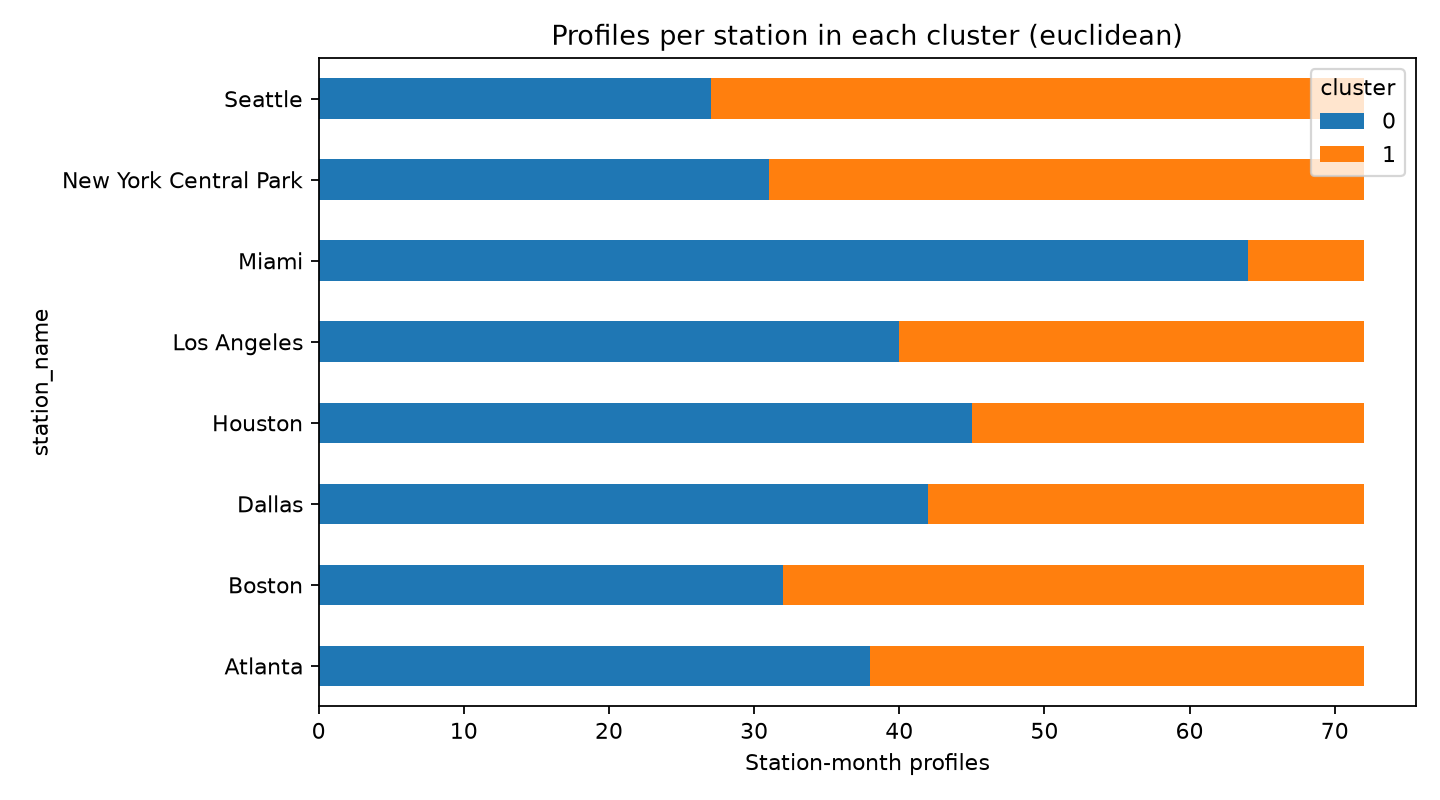 Profiles per station in each cluster (euclidean)
cluster
0
1
Seattle
New York Central Park
Miami
Los Angeles
Houston
Dallas
Boston
Atlanta
station_name
0 10 20 30 40 50 60 70
Station-month profiles